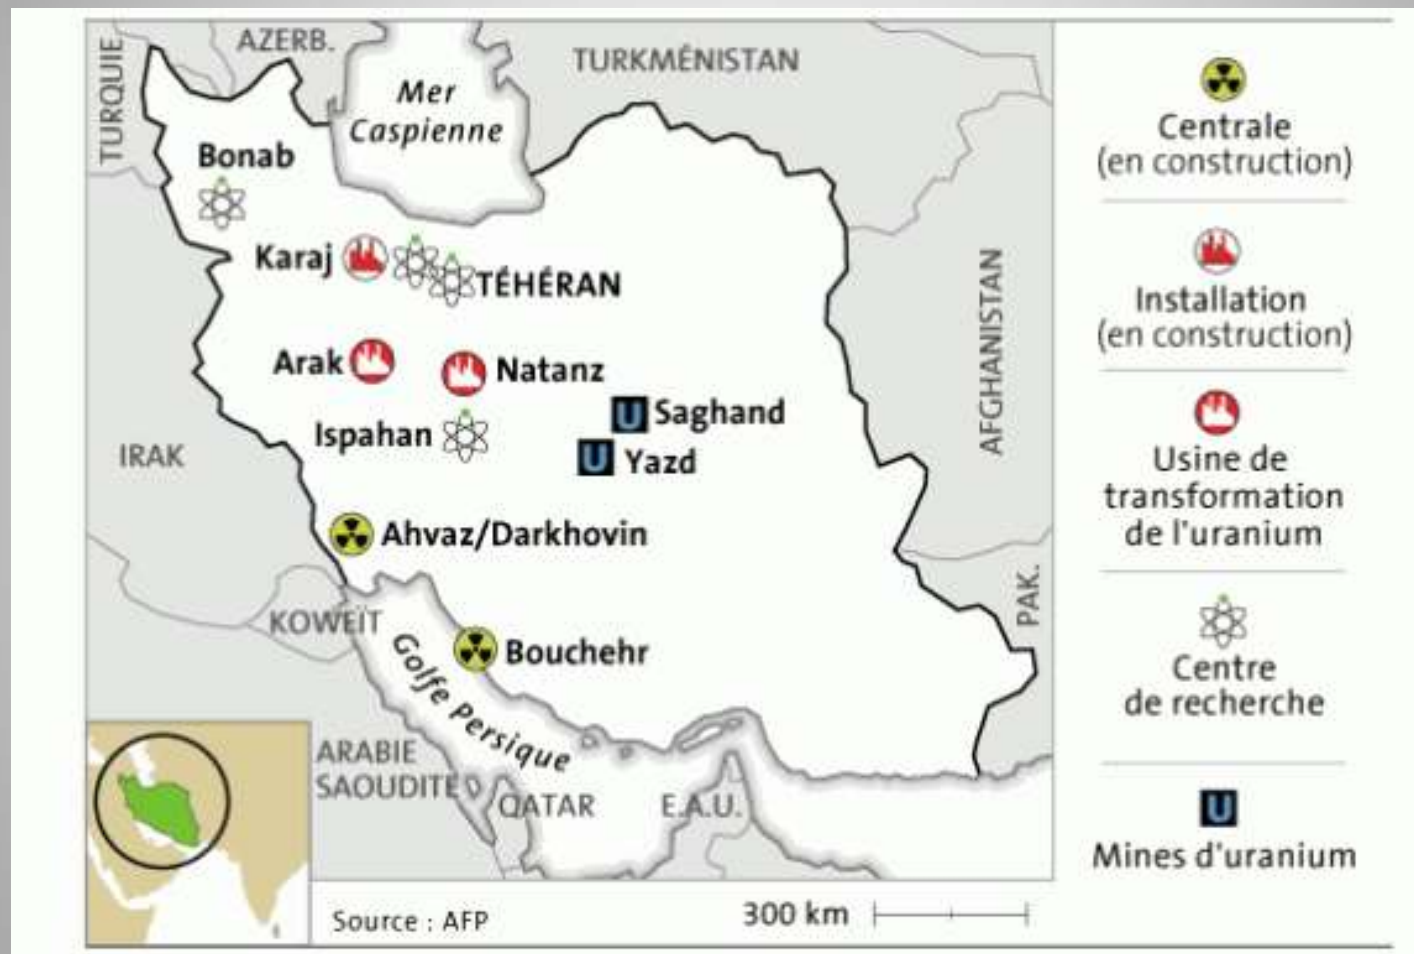 TURQUIE
AZERB.
TURKMÉNISTAN
Mer
Caspienne
Bonab
Karaj
TÉHÉRAN
Arak
Natanz
Saghand
Ispahan
Yazd
IRAK
AFGHANISTAN
Ahvaz/Darkhovin
PAK.
KOWEÏT
Golfe Persique
Bouchehr
ARABIE
SAOUDITE
QATAR
E.A.U.
Source : AFP
300 km
Centrale
(en construction)
Installation
(en construction)
Usine de
transformation
de l'uranium
Centre
de recherche
U
U
U
Mines d'uranium